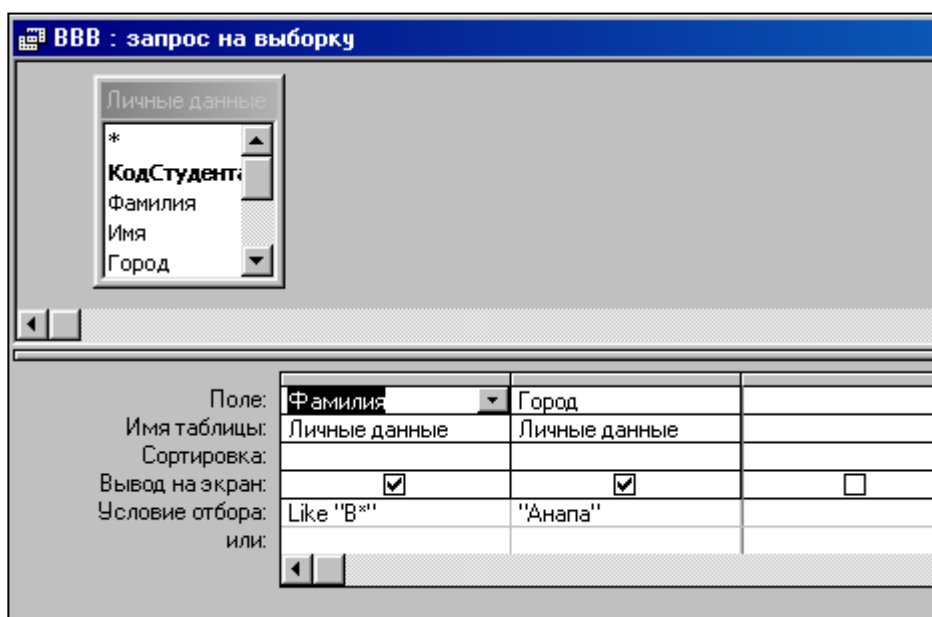 ВВВ : запрос на выборку
Личные данные
*
КодСтудента
Фамилия
Имя
Город
Поле: Фамилия Город
Имя таблицы: Личные данные Личные данные
Сортировка:
Вывод на экран:
Условие отбора: Like "В*" "Анапа"
или: